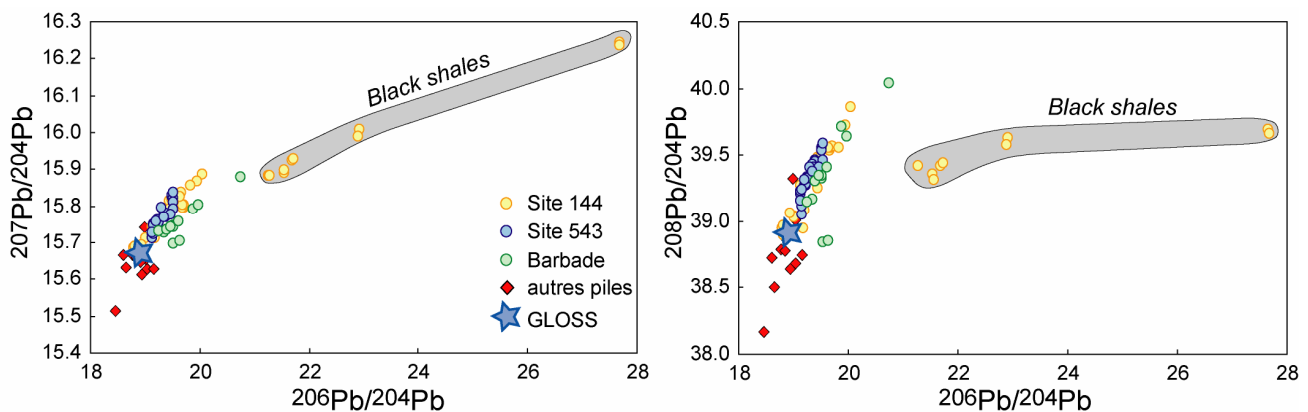 16.3
16.2
16.1
16.0
15.9
15.8
15.7
15.6
15.5
15.4
207Pb/204Pb
18
20
22
24
26
28
206Pb/204Pb
Black shales
Site 144
Site 543
Barbade
autres piles
GLOSS
40.5
40.0
39.5
39.0
38.5
38.0
208Pb/204Pb
18
20
22
24
26
28
206Pb/204Pb
Black shales